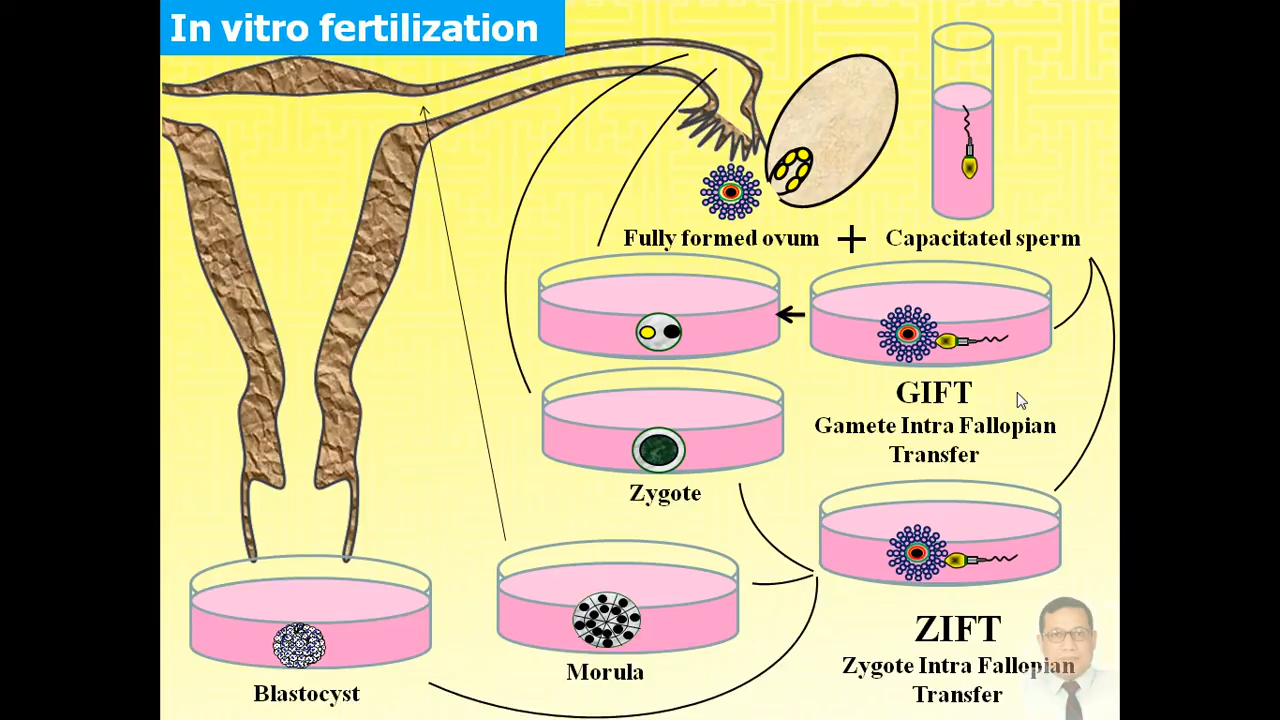 In vitro fertilization
Fully formed ovum + Capacitated sperm
GIFT
Gamete Intra Fallopian
Transfer
Zygote
ZIFT
Zygote Intra Fallopian
Transfer
Morula
Blastocyst